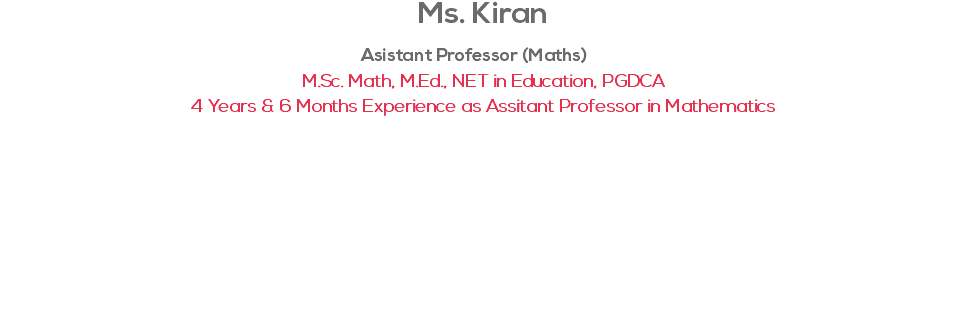 Ms. Kiran
Asistant Professor (Maths)
M.Sc. Math, M.Ed., NET in Education, PGDCA
4 Years & 6 Months Experience as Assitant Professor in Mathematics